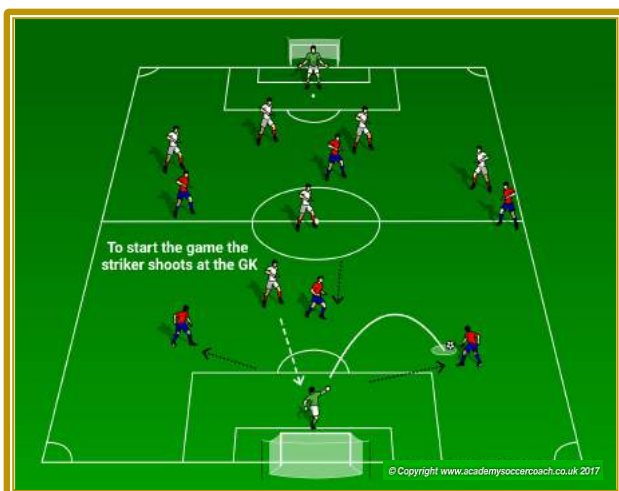 To start the game the
striker shoots at the GK
© Copyright www.academysoccercoach.co.uk 2017